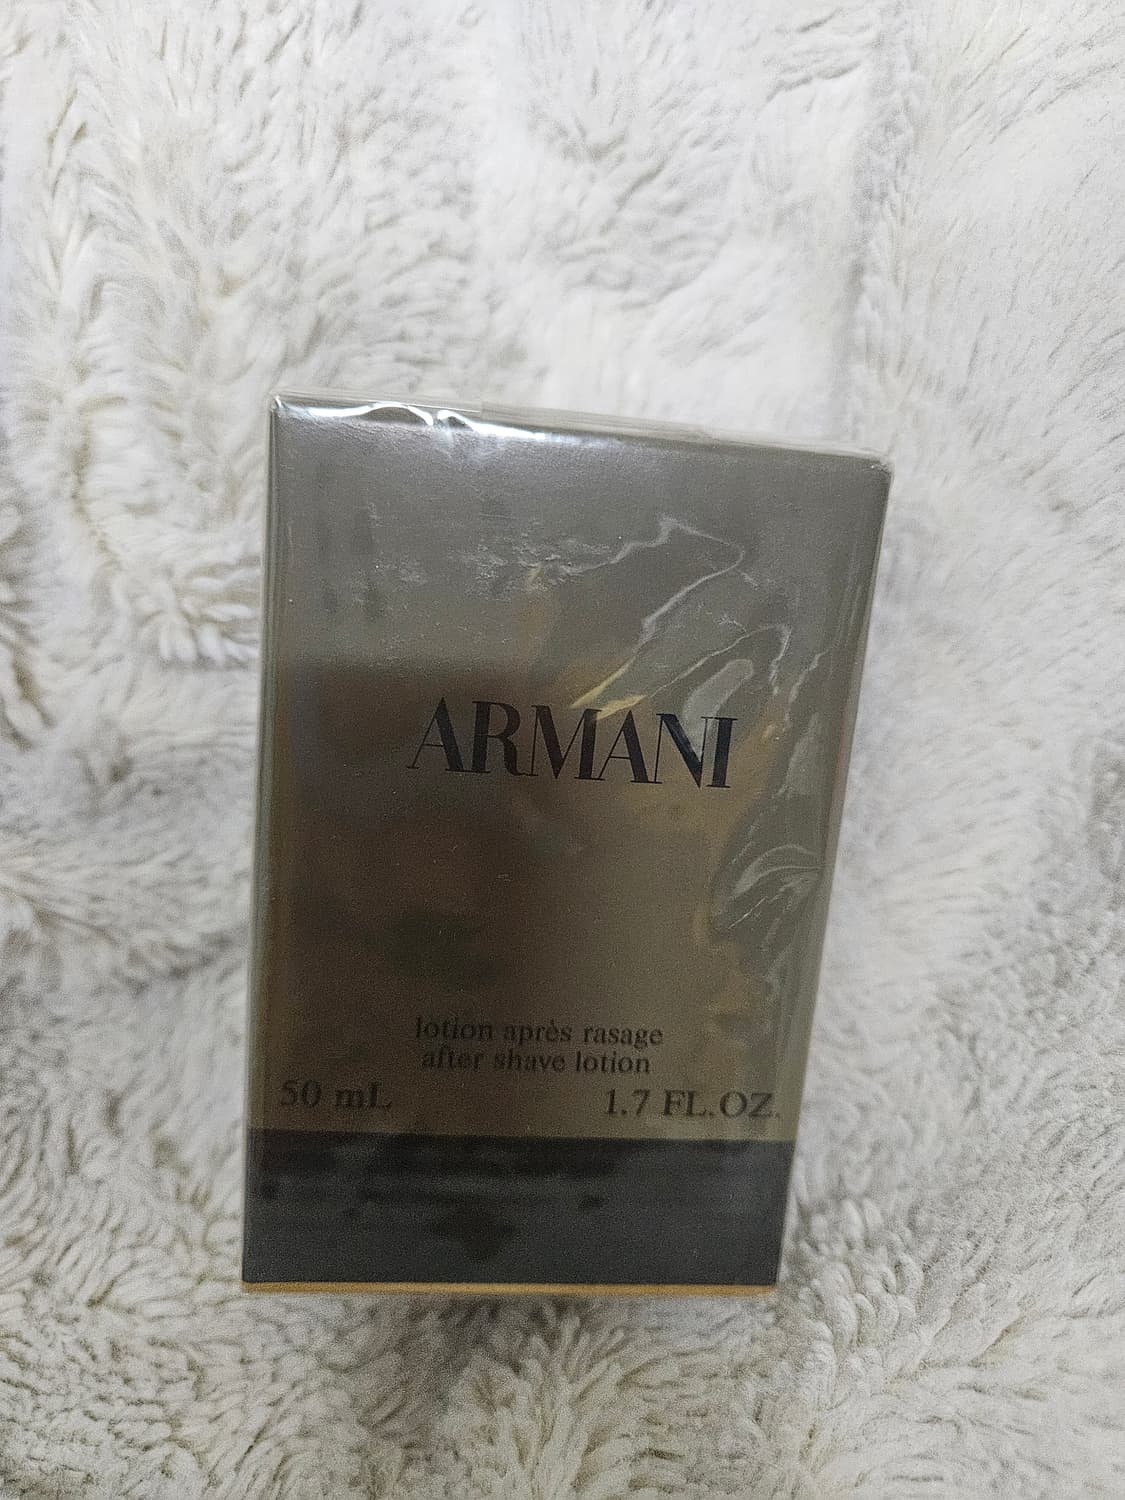 ARMANI
lotion après rasage
after shave lotion
50 mL 1.7 FL.OZ.